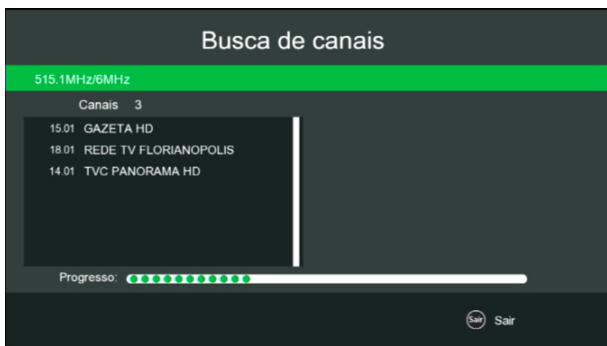 Busca de canais
515.1MHz/6MHz
Canais 3
15.01 GAZETA HD
18.01 REDE TV FLORIANOPOLIS
14.01 TVC PANORAMA HD
Progresso:
Sair Sair